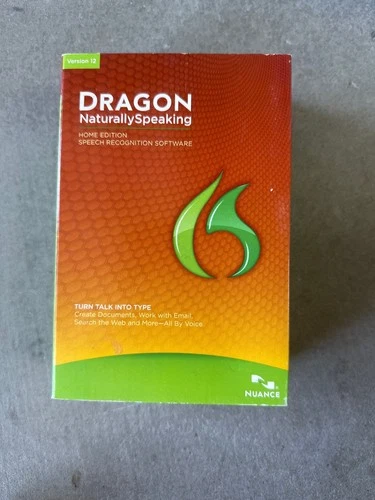 Version 12
DRAGON
NaturallySpeaking
HOME EDITION
SPEECH RECOGNITION SOFTWARE
TURN TALK INTO TYPE
Create Documents, Work with Email,
Search the Web and More—All By Voice
NUANCE